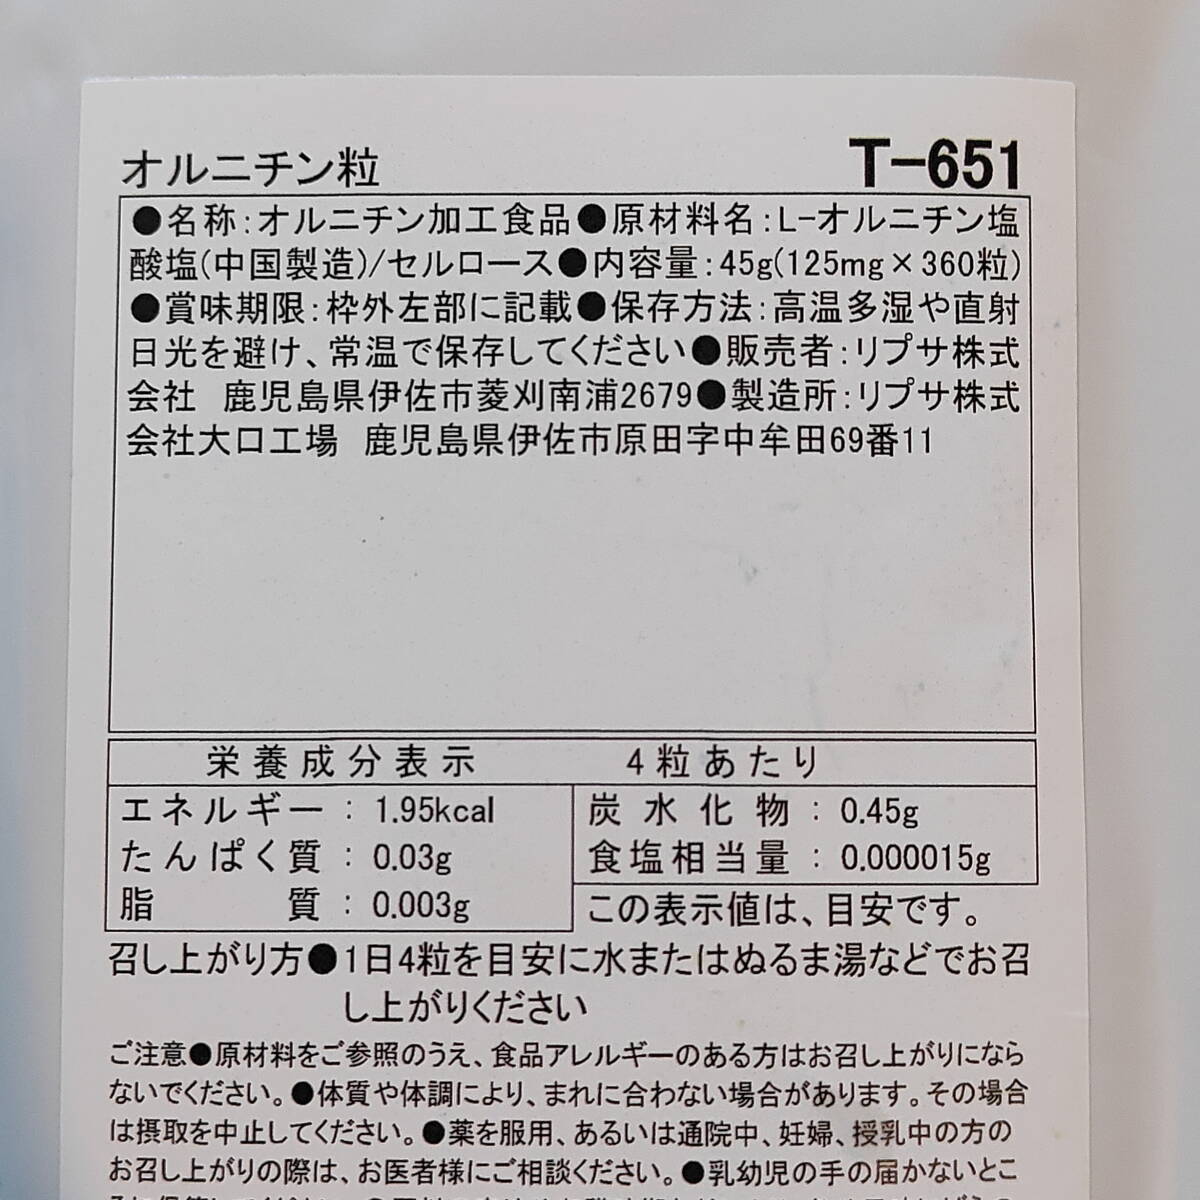 オルニチン粒 T-651
●名称:オルニチン加工食品●原材料名:L-オルニチン塩
酸塩(中国製造)/セルロース●内容量:45g(125mg×360粒)
●賞味期限:枠外左部に記載●保存方法:高温多湿や直射
日光を避け、常温で保存してください●販売者:リプサ株式
会社 鹿児島県伊佐市菱刈南浦2679●製造所:リプサ株式
会社大口工場 鹿児島県伊佐市原田字中牟田69番11
栄養成分表示 4粒あたり
エネルギー : 1.95kcal 炭水化物 : 0.45g
たんぱく質 : 0.03g 食塩相当量 : 0.000015g
脂質 : 0.003g この表示値は、目安です。
召し上がり方●1日4粒を目安に水またはぬるま湯などでお召
し上がりください
ご注意●原材料をご参照のうえ、食品アレルギーのある方はお召し上がりになら
ないでください。●体質や体調により、まれに合わない場合があります。その場合
は摂取を中止してください。●薬を服用、あるいは通院中、妊婦、授乳中の方の
お召し上がりの際は、お医者様にご相談ください。●乳幼児の手の届かないとこ